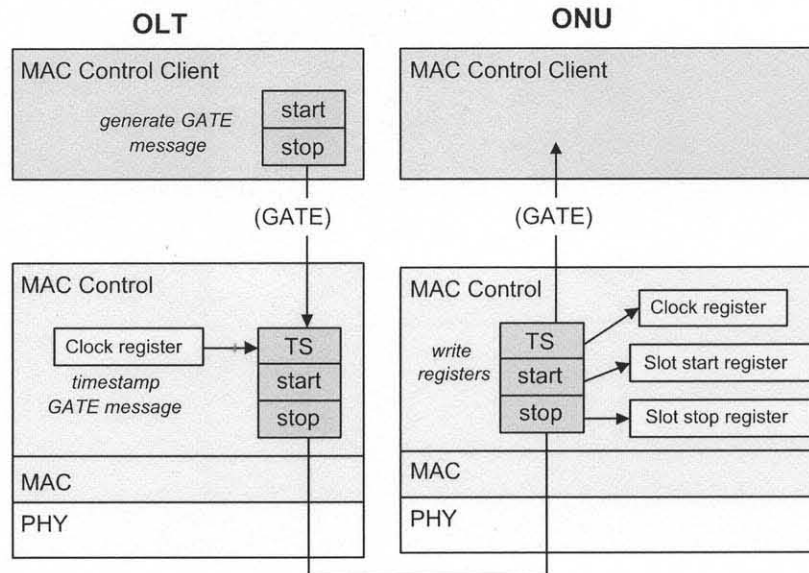 OLT
MAC Control Client
generate GATE
message
start
stop
(GATE)
MAC Control
Clock register
timestamp
GATE message
TS
start
stop
MAC
PHY
ONU
MAC Control Client
(GATE)
MAC Control
write
registers
TS
start
stop
Clock register
Slot start register
Slot stop register
MAC
PHY